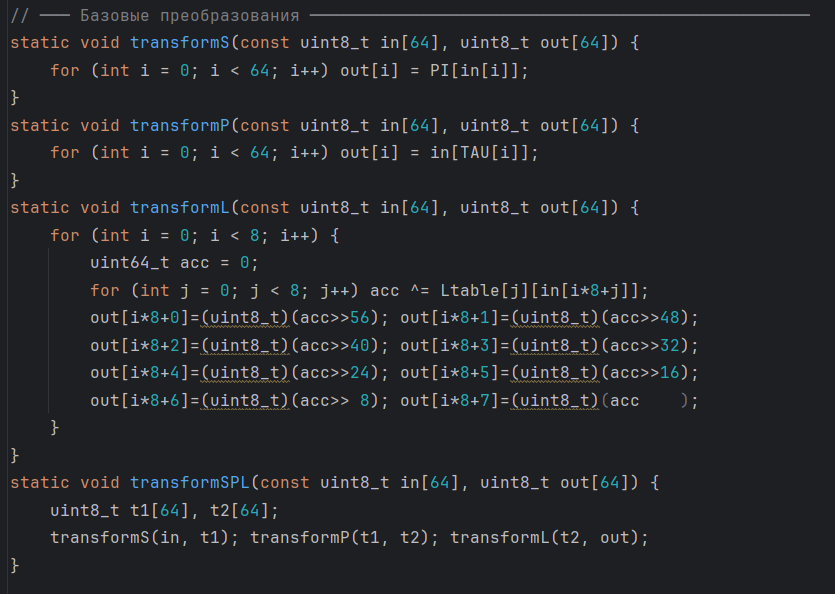 // —— Базовые преобразования ——————————————————————————
static void transformS(const uint8_t in[64], uint8_t out[64]) {
    for (int i = 0; i < 64; i++) out[i] = PI[in[i]];
}
static void transformP(const uint8_t in[64], uint8_t out[64]) {
    for (int i = 0; i < 64; i++) out[i] = in[TAU[i]];
}
static void transformL(const uint8_t in[64], uint8_t out[64]) {
    for (int i = 0; i < 8; i++) {
        uint64_t acc = 0;
        for (int j = 0; j < 8; j++) acc ^= Ltable[j][in[i*8+j]];
        out[i*8+0]=(uint8_t)(acc>>56); out[i*8+1]=(uint8_t)(acc>>48);
        out[i*8+2]=(uint8_t)(acc>>40); out[i*8+3]=(uint8_t)(acc>>32);
        out[i*8+4]=(uint8_t)(acc>>24); out[i*8+5]=(uint8_t)(acc>>16);
        out[i*8+6]=(uint8_t)(acc>> 8); out[i*8+7]=(uint8_t)(acc    );
    }
}
static void transformSPL(const uint8_t in[64], uint8_t out[64]) {
    uint8_t t1[64], t2[64];
    transformS(in, t1); transformP(t1, t2); transformL(t2, out);
}